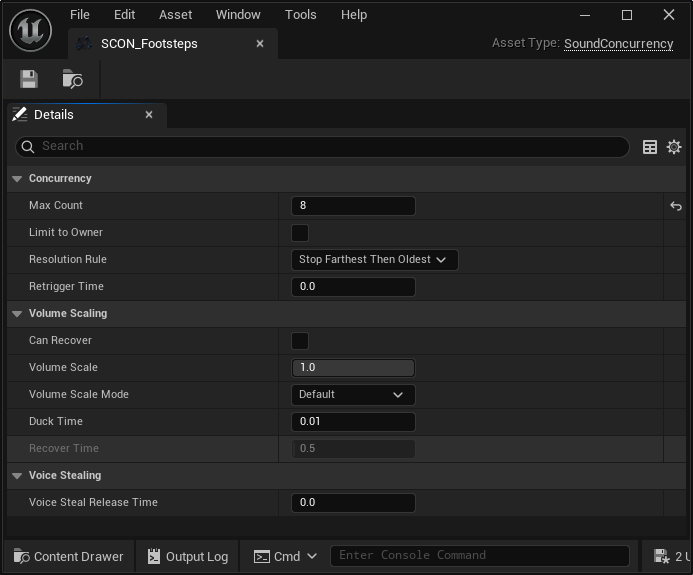 File Edit Asset Window Tools Help
SCON_Footsteps
Asset Type: SoundConcurrency
Details
Search
Concurrency
Max Count 8
Limit to Owner
Resolution Rule Stop Farthest Then Oldest
Retrigger Time 0.0
Volume Scaling
Can Recover
Volume Scale 1.0
Volume Scale Mode Default
Duck Time 0.01
Recover Time 0.5
Voice Stealing
Voice Steal Release Time 0.0
Content Drawer Output Log Cmd Enter Console Command 2 U